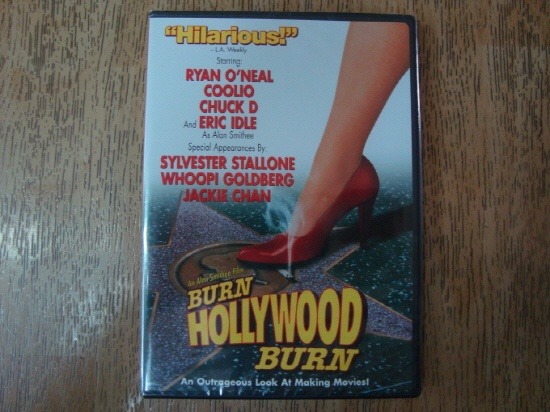 "Hilarious!"
– L.A. Weekly
Starring:
RYAN O'NEAL
COOLIO
CHUCK D
And ERIC IDLE
As Alan Smithee
Special Appearances By:
SYLVESTER STALLONE
WHOOPI GOLDBERG
JACKIE CHAN
An Alan Smithee Film
BURN
HOLLYWOOD
BURN
An Outrageous Look At Making Movies!